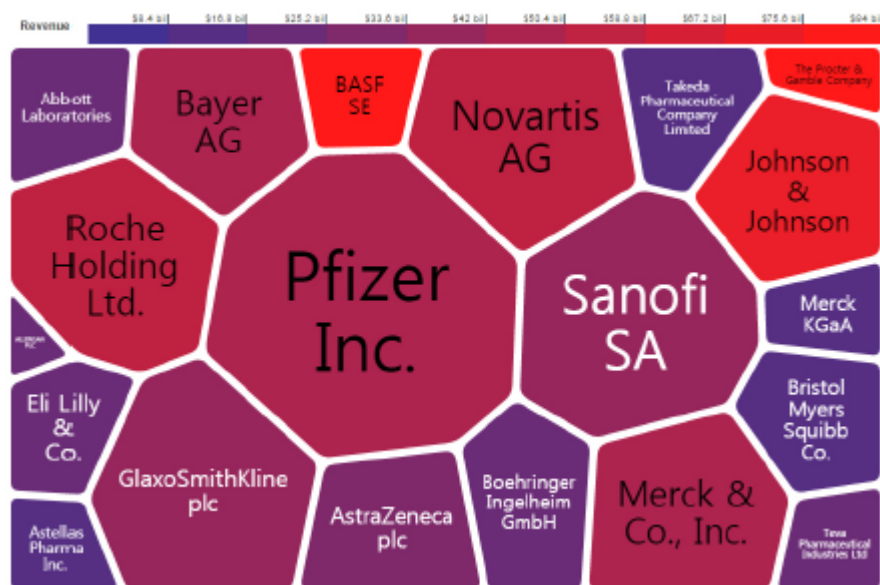 Revenue
$8.4 bil
$16.8 bil
$25.2 bil
$33.6 bil
$42 bil
$50.4 bil
$58.8 bil
$67.2 bil
$75.6 bil
$84 bil
Abb-ott
Laboratories
Bayer
AG
BASF
SE
Novartis
AG
Takeda
Pharmaceutical
Company
Limited
The Procter &
Gamble Company
Johnson
&
Johnson
Roche
Holding
Ltd.
Pfizer
Inc.
Sanofi
SA
Merck
KGaA
ALLERGAN
PLC
Eli Lilly
&
Co.
Bristol
Myers
Squibb
Co.
GlaxoSmithKline
plc
AstraZeneca
plc
Boehringer
Ingelheim
GmbH
Merck &
Co., Inc.
Astellas
Pharma
Inc.
Teva
Pharmaceutical
Industries Ltd